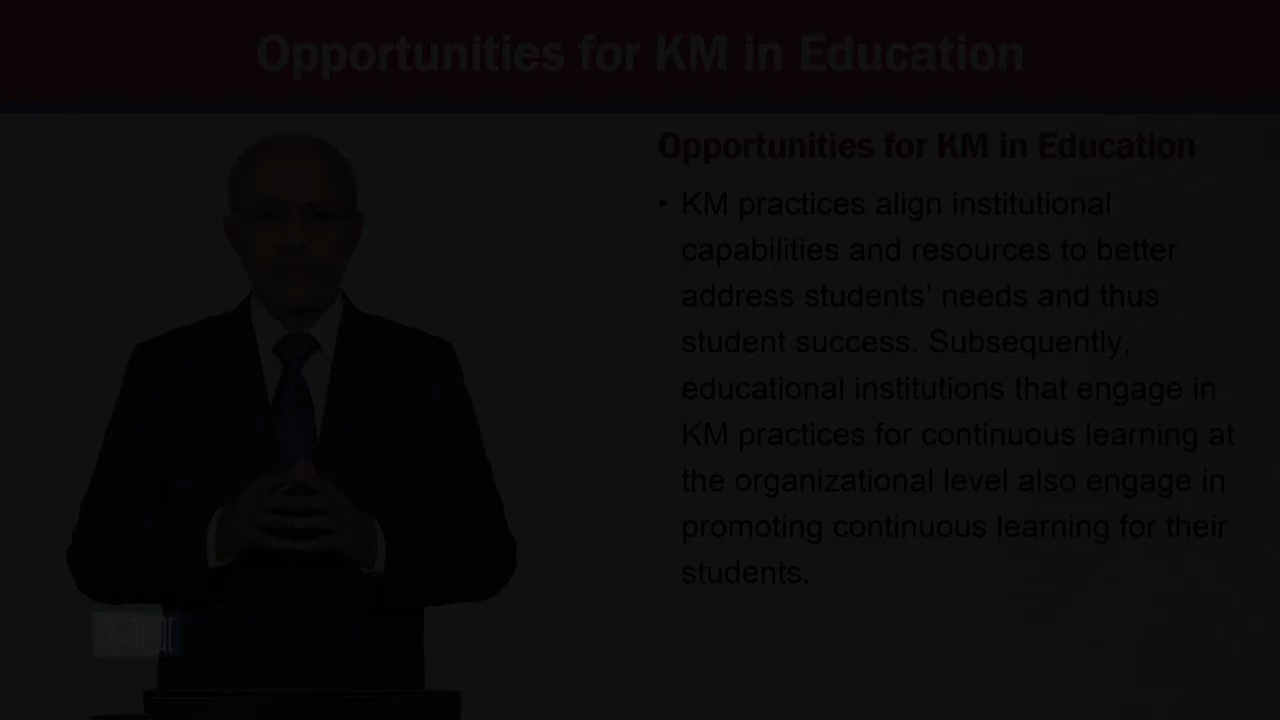 Opportunities for KM in Education
Opportunities for KM in Education
• KM practices align institutional
capabilities and resources to better
address students' needs and thus
student success. Subsequently,
educational institutions that engage in
KM practices for continuous learning at
the organizational level also engage in
promoting continuous learning for their
students.
VU